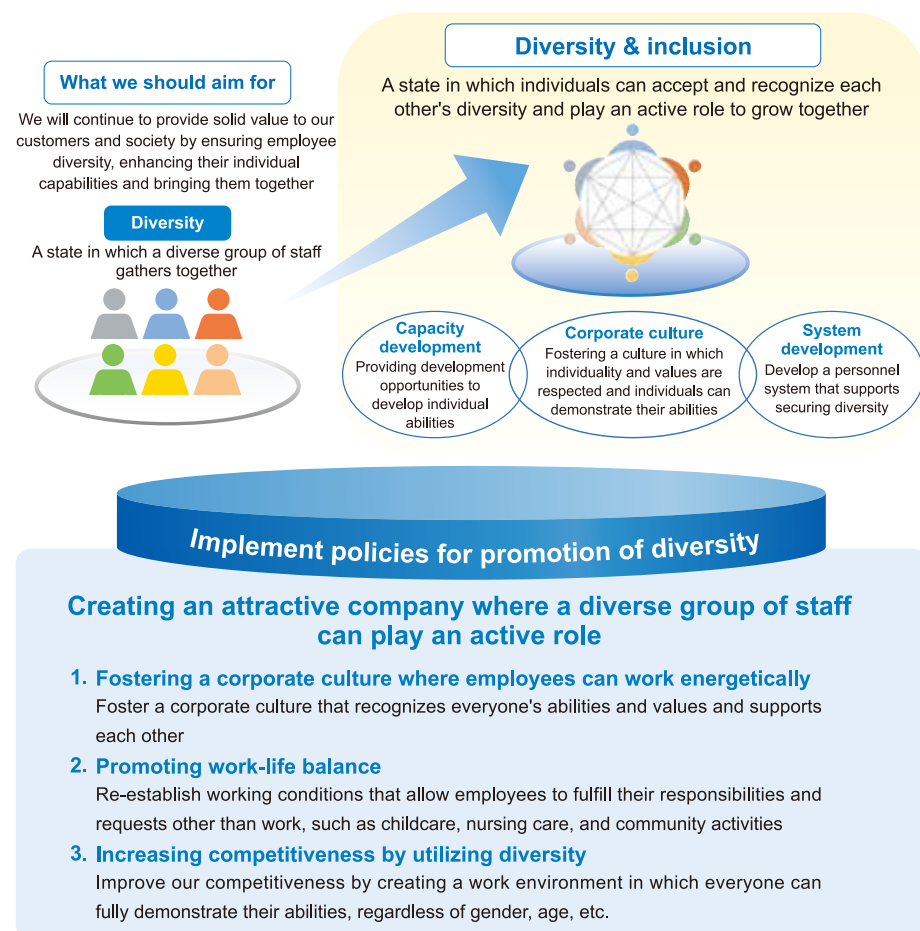 What we should aim for
We will continue to provide solid value to our
customers and society by ensuring employee
diversity, enhancing their individual
capabilities and bringing them together
Diversity
A state in which a diverse group of staff
gathers together
Diversity & inclusion
A state in which individuals can accept and recognize each
other's diversity and play an active role to grow together
Capacity
development
Providing development
opportunities to
develop individual
abilities
Corporate culture
Fostering a culture in which
individuality and values are
respected and individuals can
demonstrate their abilities
System
development
Develop a personnel
system that supports
securing diversity
Implement policies for promotion of diversity
Creating an attractive company where a diverse group of staff
can play an active role
1. Fostering a corporate culture where employees can work energetically
Foster a corporate culture that recognizes everyone's abilities and values and supports
each other
2. Promoting work-life balance
Re-establish working conditions that allow employees to fulfill their responsibilities and
requests other than work, such as childcare, nursing care, and community activities
3. Increasing competitiveness by utilizing diversity
Improve our competitiveness by creating a work environment in which everyone can
fully demonstrate their abilities, regardless of gender, age, etc.